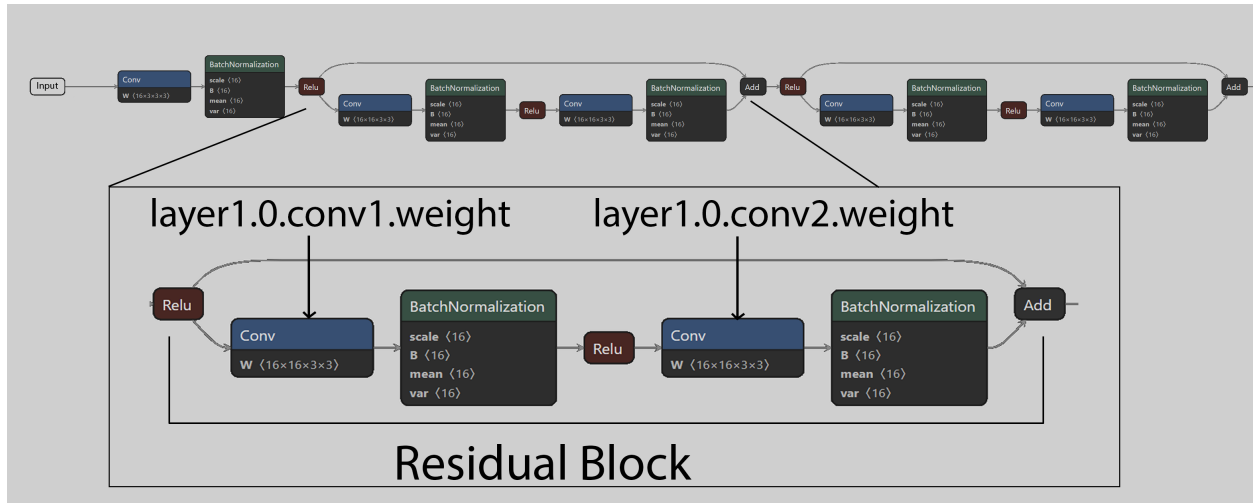 Input
Conv
W ⟨16×3×3×3⟩
BatchNormalization
scale ⟨16⟩
B ⟨16⟩
mean ⟨16⟩
var ⟨16⟩
Relu
Conv
W ⟨16×16×3×3⟩
BatchNormalization
scale ⟨16⟩
B ⟨16⟩
mean ⟨16⟩
var ⟨16⟩
Relu
Conv
W ⟨16×16×3×3⟩
BatchNormalization
scale ⟨16⟩
B ⟨16⟩
mean ⟨16⟩
var ⟨16⟩
Add
Relu
Conv
W ⟨16×16×3×3⟩
BatchNormalization
scale ⟨16⟩
B ⟨16⟩
mean ⟨16⟩
var ⟨16⟩
Relu
Conv
W ⟨16×16×3×3⟩
BatchNormalization
scale ⟨16⟩
B ⟨16⟩
mean ⟨16⟩
var ⟨16⟩
Add
layer1.0.conv1.weight
layer1.0.conv2.weight
Relu
Conv
W ⟨16×16×3×3⟩
BatchNormalization
scale ⟨16⟩
B ⟨16⟩
mean ⟨16⟩
var ⟨16⟩
Relu
Conv
W ⟨16×16×3×3⟩
BatchNormalization
scale ⟨16⟩
B ⟨16⟩
mean ⟨16⟩
var ⟨16⟩
Add
Residual Block